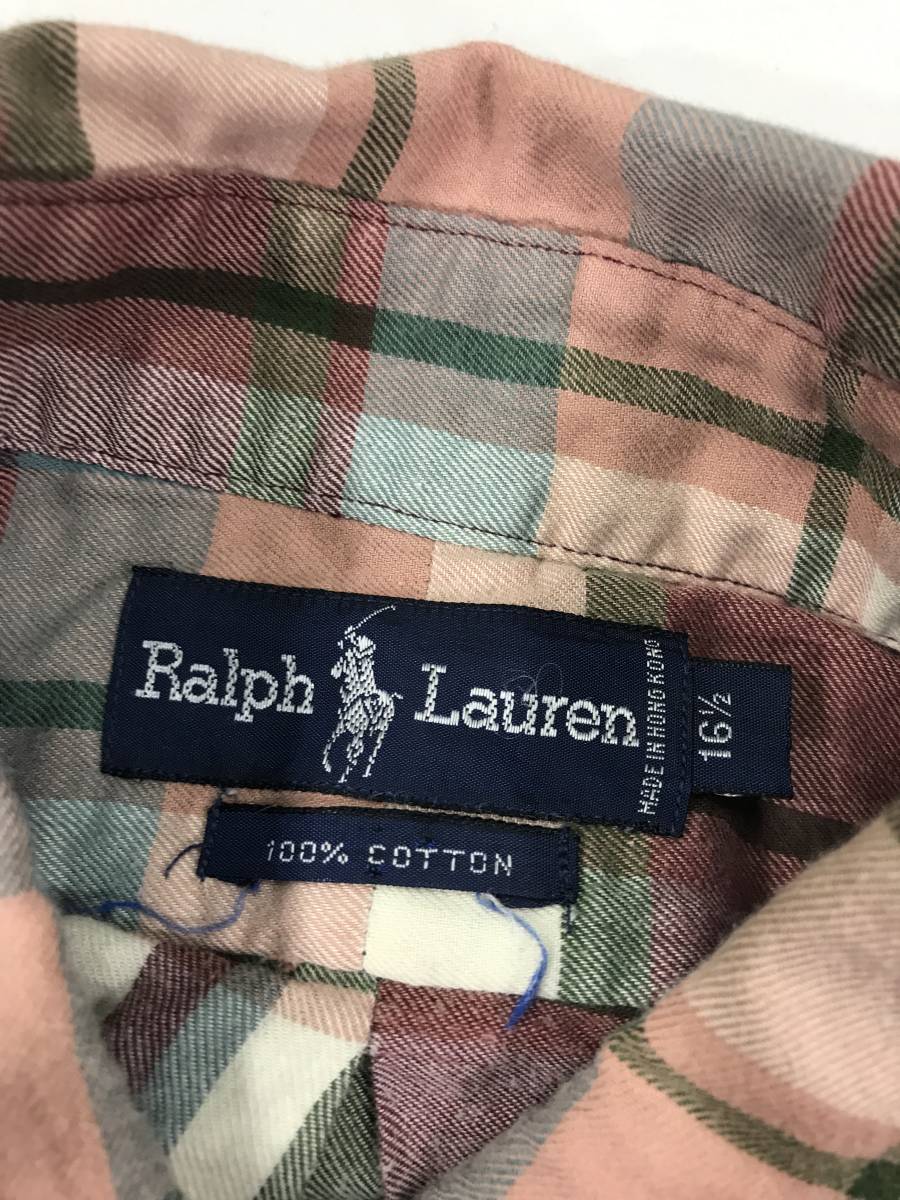 Ralph Lauren
MADE IN HONG KONG
16½
100% COTTON